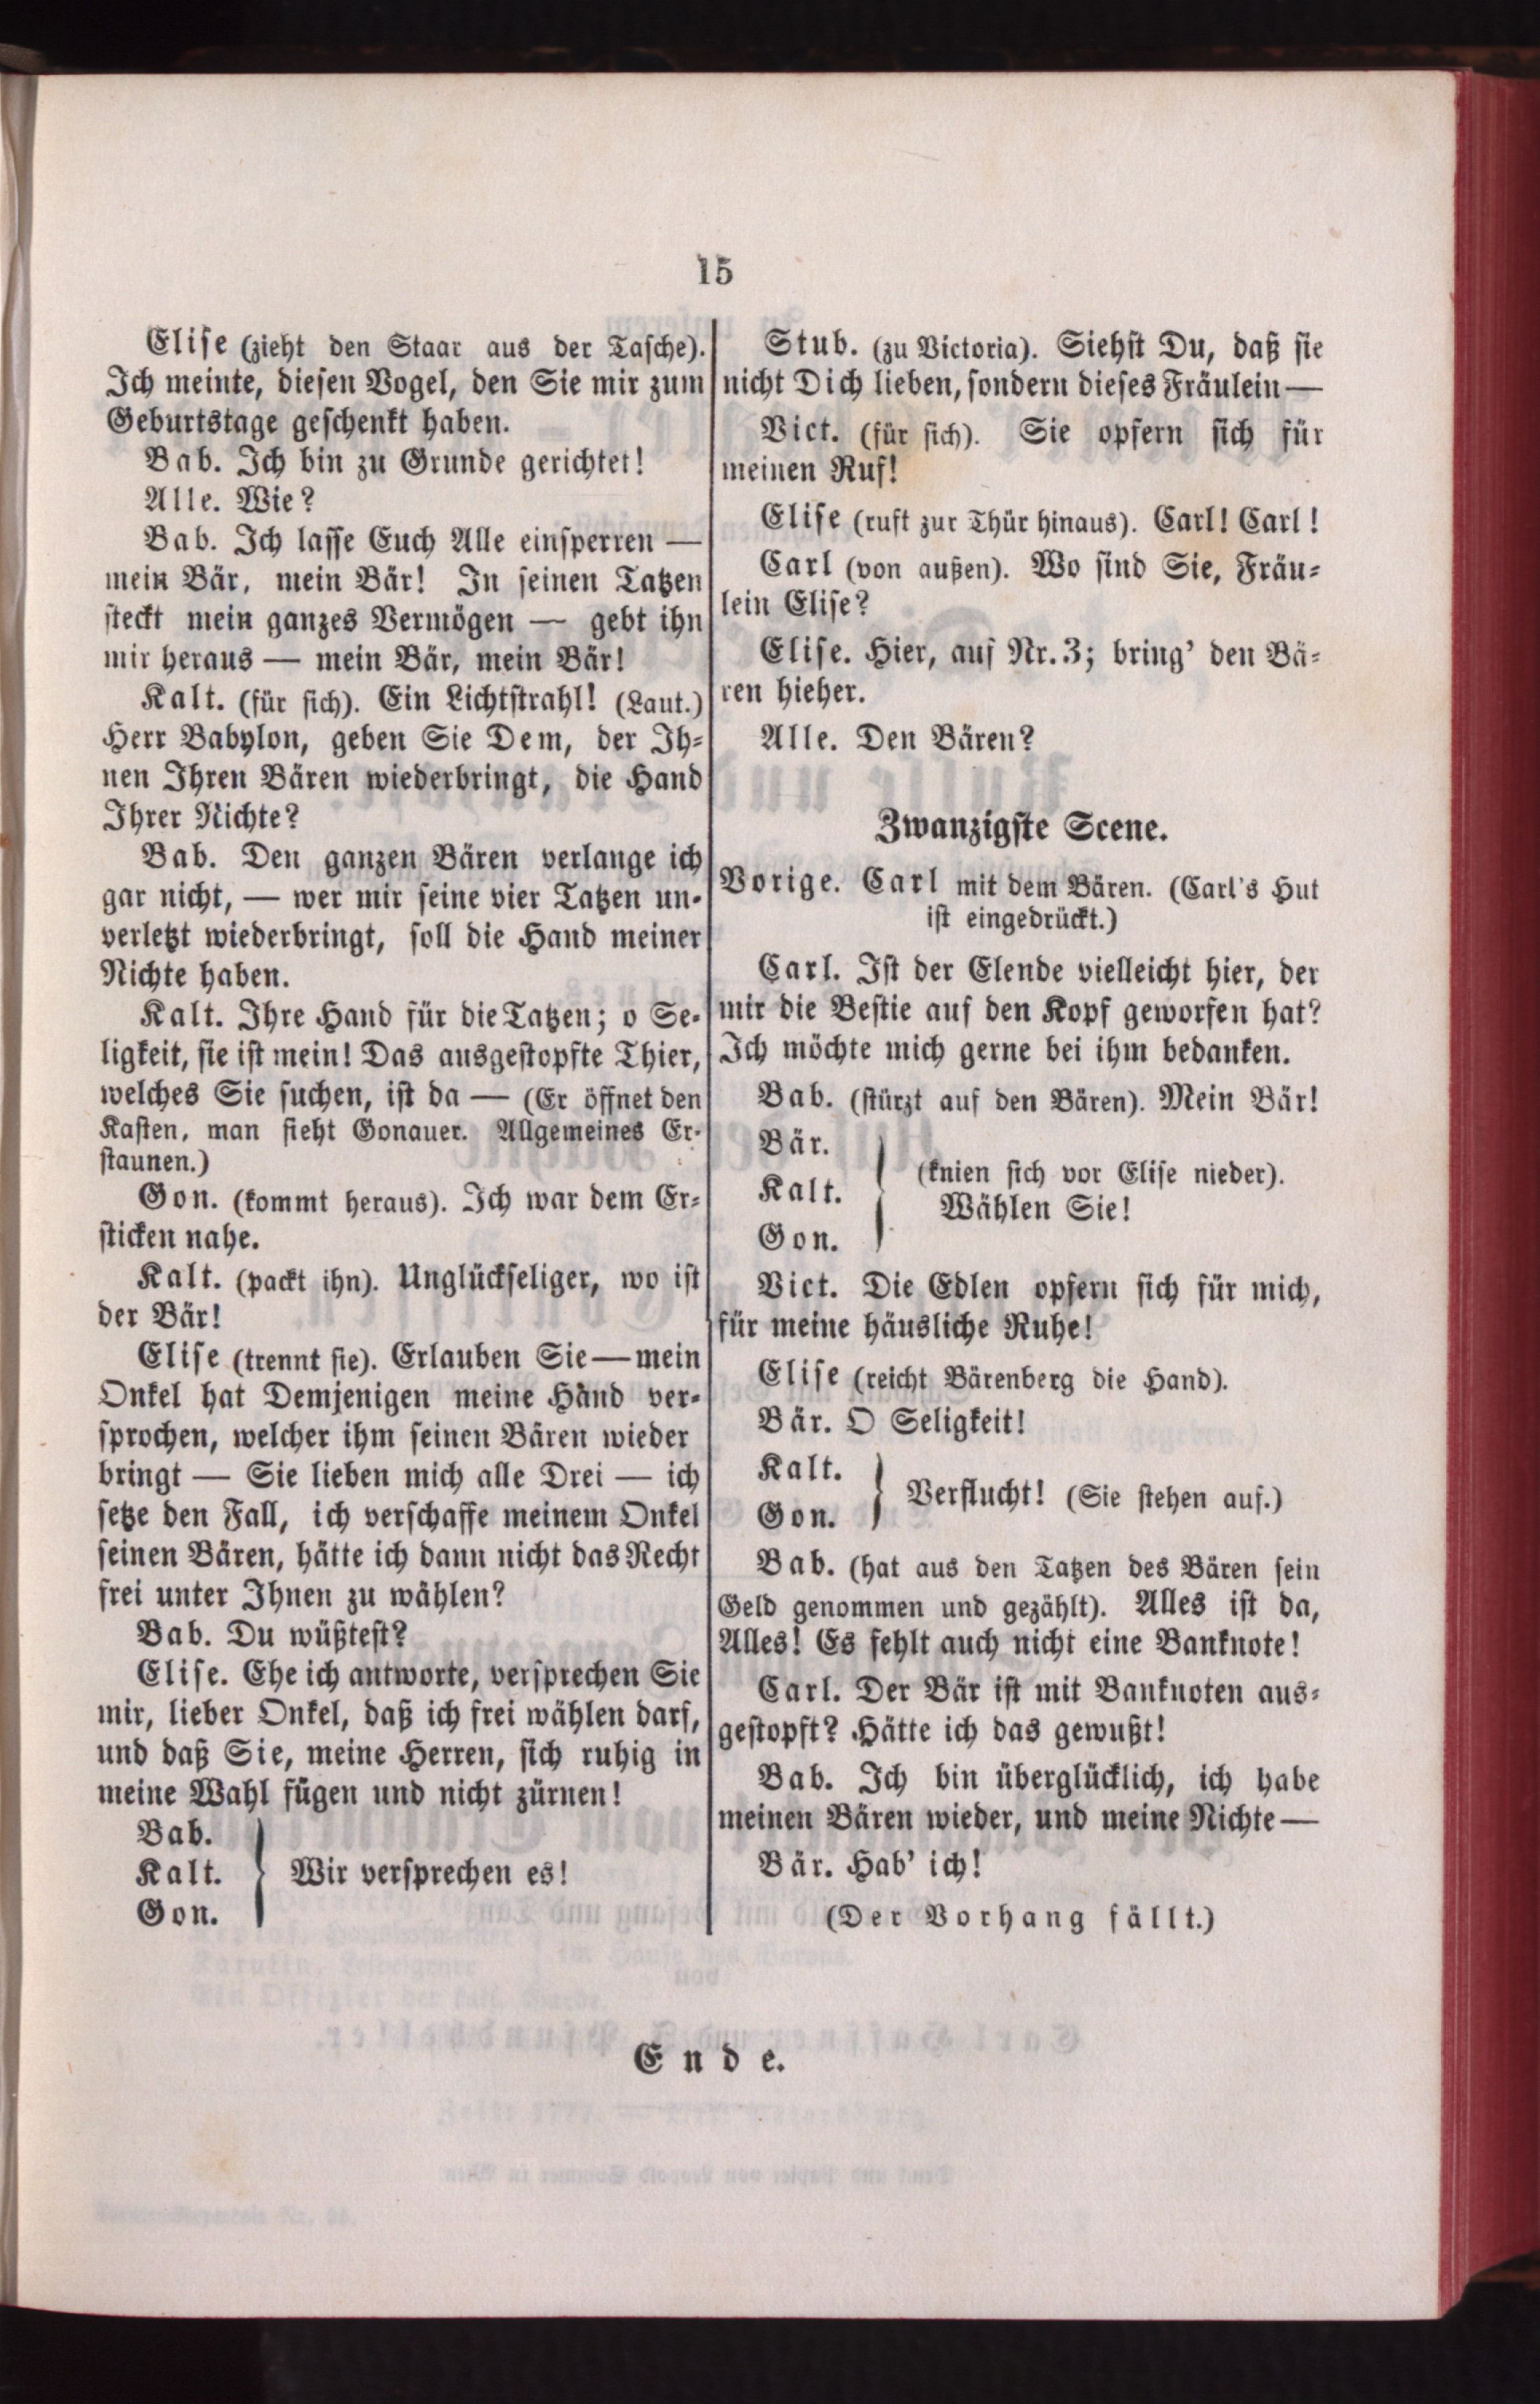 15
Elise (zieht den Staar aus der Tasche).
Ich meinte, diesen Vogel, den Sie mir zum
Geburtstage geschenkt haben.
Bab. Ich bin zu Grunde gerichtet!
Alle. Wie?
Bab. Ich lasse Euch Alle einsperren —
mein Bär, mein Bär! In seinen Tatzen
steckt mein ganzes Vermögen — gebt ihn
mir heraus — mein Bär, mein Bär!
Kalt. (für sich). Ein Lichtstrahl! (Laut.)
Herr Babylon, geben Sie Dem, der Ih-
nen Ihren Bären wiederbringt, die Hand
Ihrer Nichte?
Bab. Den ganzen Bären verlange ich
gar nicht, — wer mir seine vier Tatzen un-
verletzt wiederbringt, soll die Hand meiner
Nichte haben.
Kalt. Ihre Hand für die Tatzen; o Se-
ligkeit, sie ist mein! Das ausgestopfte Thier,
welches Sie suchen, ist da — (Er öffnet den
Kasten, man sieht Gonauer. Allgemeines Er-
staunen.)
Gon. (kommt heraus). Ich war dem Er-
sticken nahe.
Kalt. (packt ihn). Unglückseliger, wo ist
der Bär!
Elise (trennt sie). Erlauben Sie — mein
Onkel hat Demjenigen meine Hand ver-
sprochen, welcher ihm seinen Bären wieder
bringt — Sie lieben mich alle Drei — ich
setze den Fall, ich verschaffe meinem Onkel
seinen Bären, hätte ich dann nicht das Recht
frei unter Ihnen zu wählen?
Bab. Du wüßtest?
Elise. Ehe ich antworte, versprechen Sie
mir, lieber Onkel, daß ich frei wählen darf,
und daß Sie, meine Herren, sich ruhig in
meine Wahl fügen und nicht zürnen!
Bab.
Kalt. } Wir versprechen es!
Gon.
Stub. (zu Victoria). Siehst Du, daß sie
nicht Dich lieben, sondern dieses Fräulein —
Vict. (für sich). Sie opfern sich für
meinen Ruf!
Elise (ruft zur Thür hinaus). Carl! Carl!
Carl (von außen). Wo sind Sie, Fräu-
lein Elise?
Elise. Hier, auf Nr. 3; bring' den Bä-
ren hieher.
Alle. Den Bären?
Zwanzigste Scene.
Vorige. Carl mit dem Bären. (Carl's Hut
ist eingedrückt.)
Carl. Ist der Elende vielleicht hier, der
mir die Bestie auf den Kopf geworfen hat?
Ich möchte mich gerne bei ihm bedanken.
Bab. (stürzt auf den Bären). Mein Bär!
Bär.
Kalt. } (knien sich vor Elise nieder).
Wählen Sie!
Gon.
Vict. Die Edlen opfern sich für mich,
für meine häusliche Ruhe!
Elise (reicht Bärenberg die Hand).
Bär. O Seligkeit!
Kalt.
} Verflucht! (Sie stehen auf.)
Gon.
Bab. (hat aus den Tatzen des Bären sein
Geld genommen und gezählt). Alles ist da,
Alles! Es fehlt auch nicht eine Banknote!
Carl. Der Bär ist mit Banknoten aus-
gestopft? Hätte ich das gewußt!
Bab. Ich bin überglücklich, ich habe
meinen Bären wieder, und meine Nichte —
Bär. Hab' ich!
(Der Vorhang fällt.)
Ende.